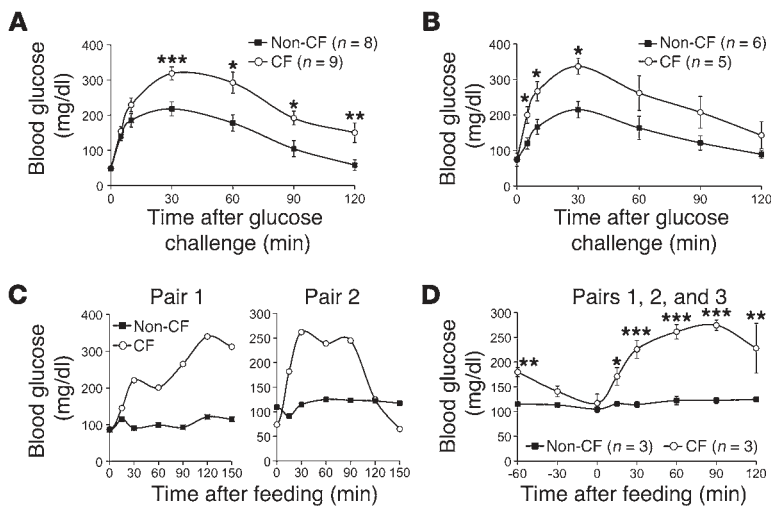 A
Non-CF (n = 8)
CF (n = 9)
Blood glucose
(mg/dl)
400
300
200
100
0
***
*
*
**
0 30 60 90 120
Time after glucose
challenge (min)
B
Non-CF (n = 6)
CF (n = 5)
Blood glucose
(mg/dl)
400
300
200
100
0
*
*
*
0 30 60 90 120
Time after glucose
challenge (min)
C
Pair 1
Pair 2
Non-CF
CF
Blood glucose
(mg/dl)
400
300
200
100
0
0 30 60 90 120 150
300
250
200
150
100
50
0
0 30 60 90 120 150
Time after feeding (min)
D
Pairs 1, 2, and 3
Blood glucose
(mg/dl)
300
250
200
150
100
50
0
**
*
***
***
***
**
Non-CF (n = 3)
CF (n = 3)
-60 -30 0 30 60 90 120
Time after feeding (min)